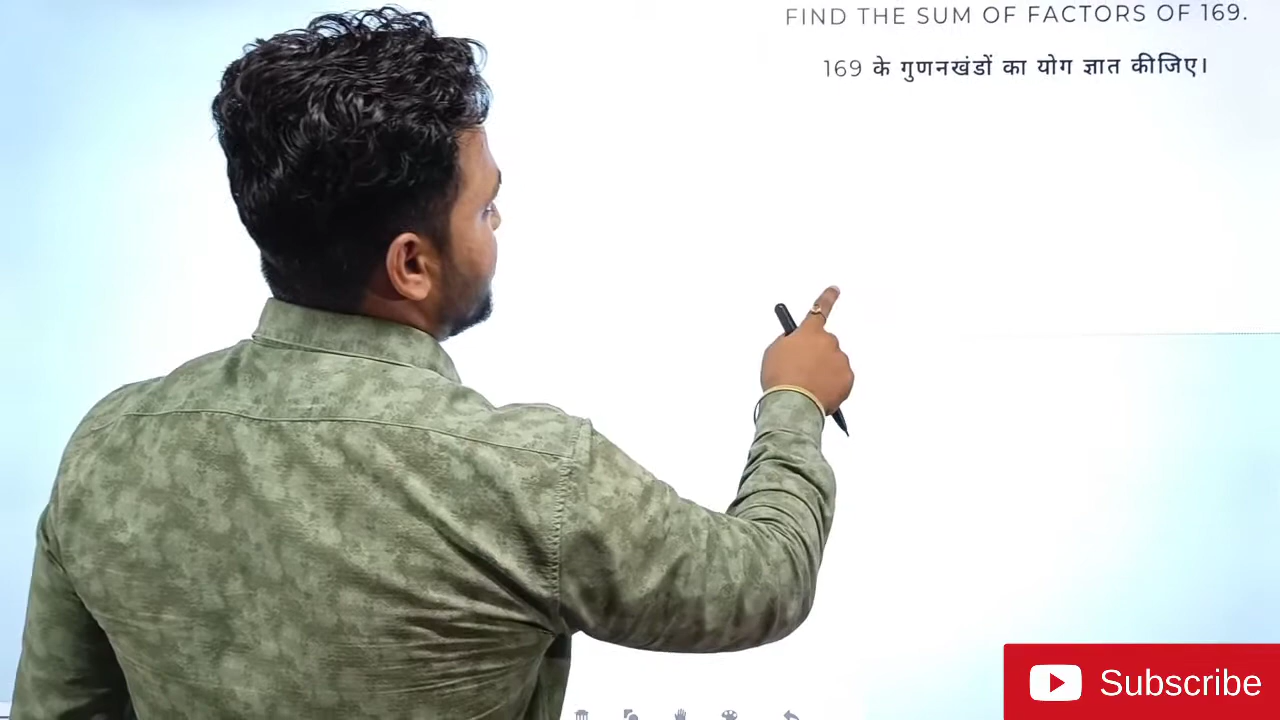 FIND THE SUM OF FACTORS OF 169.
169 के गुणनखंडों का योग ज्ञात कीजिए।
Subscribe